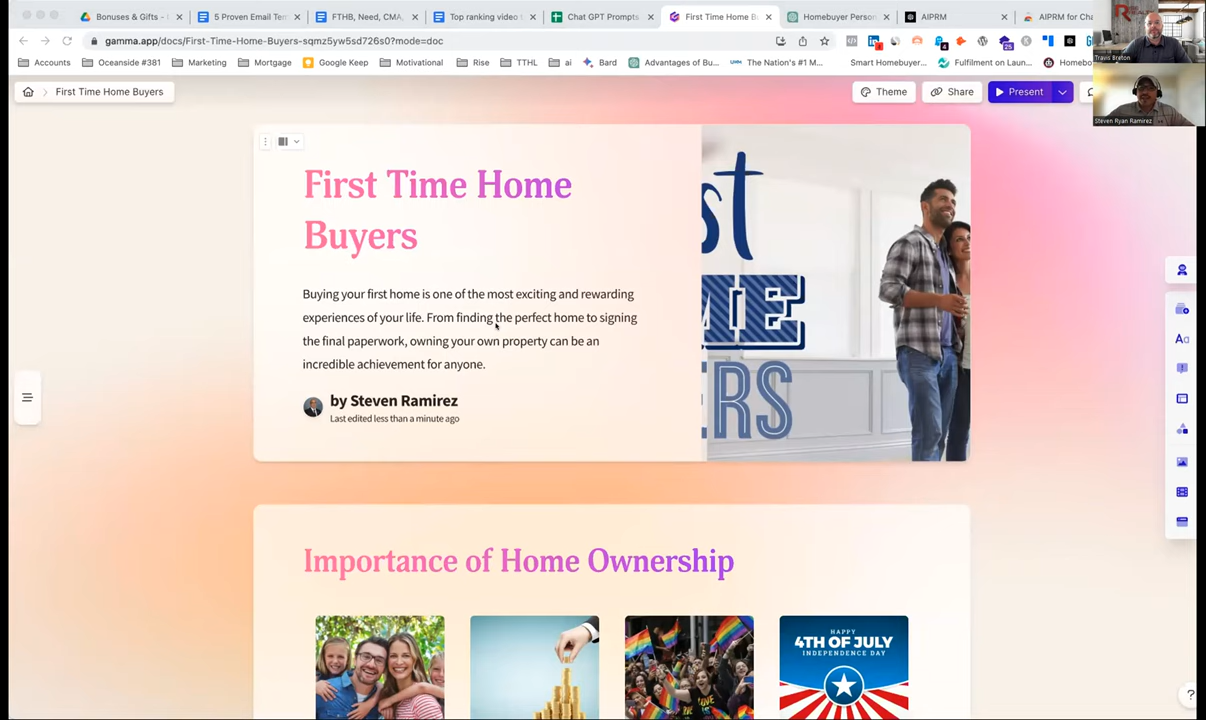 Bonuses & Gifts -
5 Proven Email Tem
FTHB, Need, CMA,
Top ranking video
Chat GPT Prompts
First Time Home B
Homebuyer Person
AIPRM
AIPRM for Cha
gamma.app/docs/First-Time-Home-Buyers-sqmz5yw5sd726s0?mode=doc
Accounts
Oceanside #381
Marketing
Mortgage
Google Keep
Motivational
Rise
TTHL
ai
Bard
Advantages of Bu...
The Nation's #1 M...
Smart Homebuyer...
Fulfilment on Laun...
Homebo
Travis Braton
Steven Ryan Ramirez
First Time Home Buyers
Theme
Share
Present
First Time Home
Buyers
Buying your first home is one of the most exciting and rewarding
experiences of your life. From finding the perfect home to signing
the final paperwork, owning your own property can be an
incredible achievement for anyone.
by Steven Ramirez
Last edited less than a minute ago
st
ME
ERS
Aa
Importance of Home Ownership
HAPPY
4TH OF JULY
INDEPENDENCE DAY
?